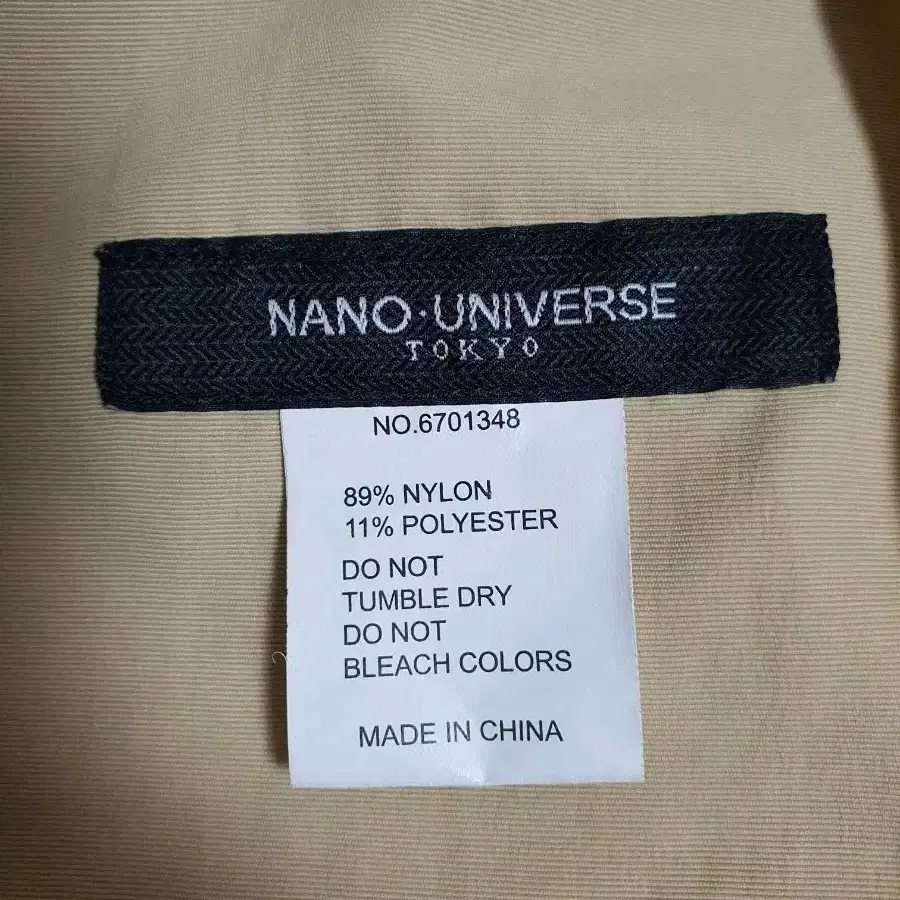 NANO·UNIVERSE
TOKYO
NO.6701348
89% NYLON
11% POLYESTER
DO NOT
TUMBLE DRY
DO NOT
BLEACH COLORS
MADE IN CHINA